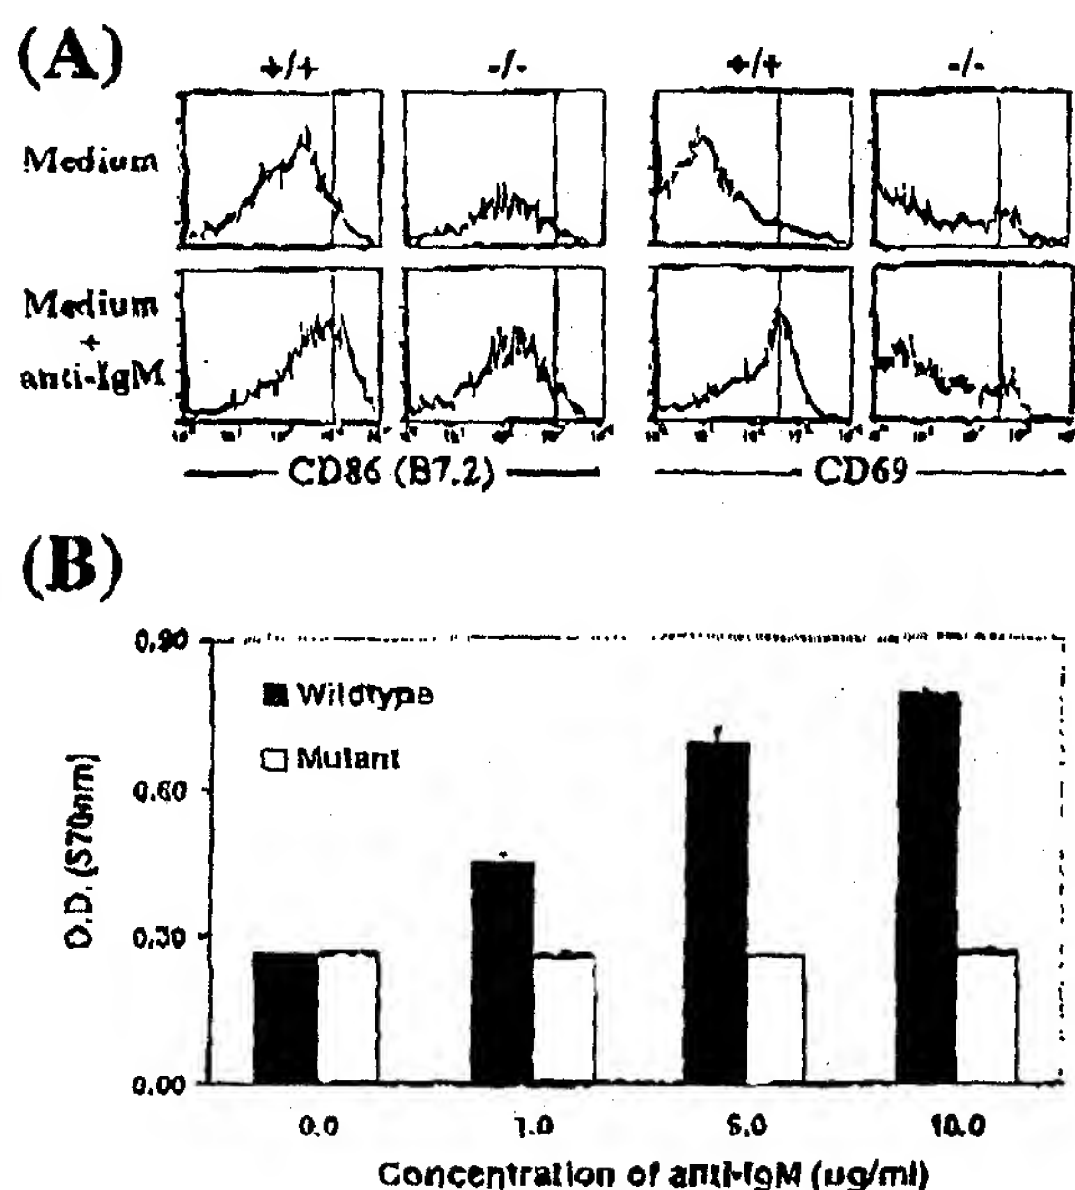 (A)
+/+ -/- +/+ -/-
Medium
Medium
+
anti-IgM
CD86 (B7.2) CD69
(B)
0.90
Wildtype
Mutant
O.D. (570nm)
0.60
0.30
0.00
0.0 1.0 5.0 10.0
Concentration of anti-IgM (ug/ml)